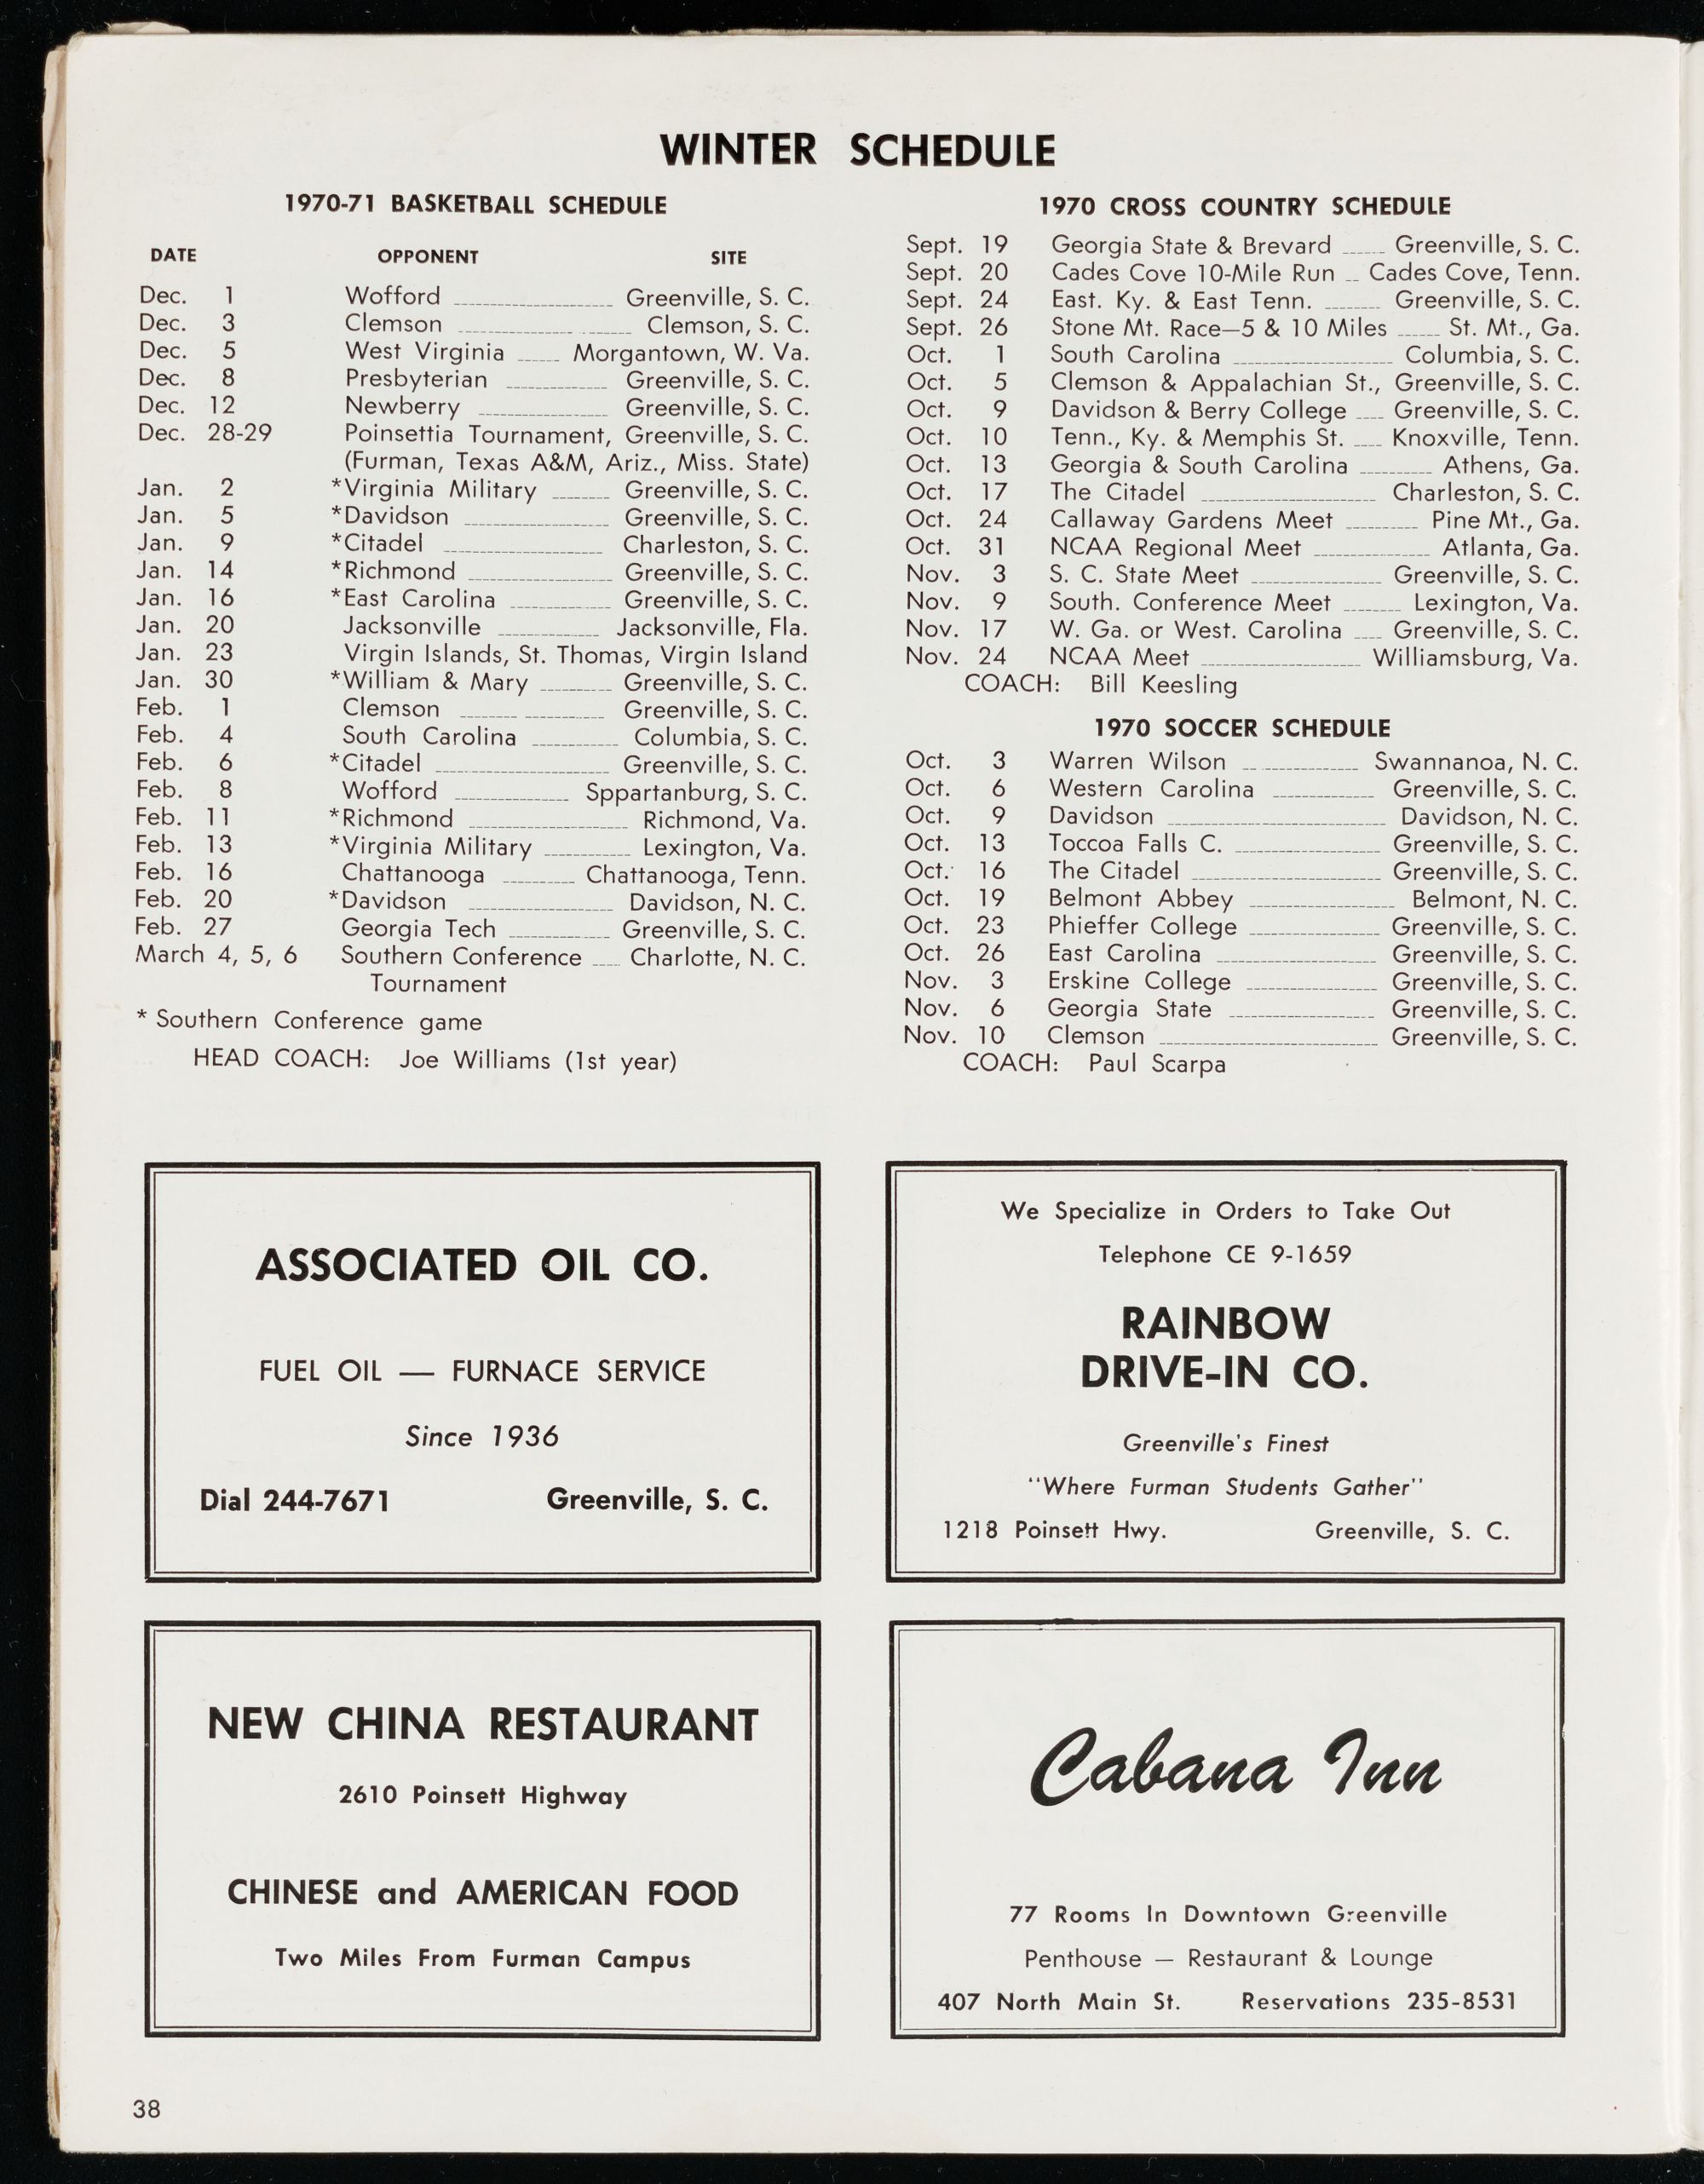 WINTER SCHEDULE
1970-71 BASKETBALL SCHEDULE
DATE OPPONENT SITE
Dec. 1 Wofford Greenville, S. C.
Dec. 3 Clemson Clemson, S. C.
Dec. 5 West Virginia Morgantown, W. Va.
Dec. 8 Presbyterian Greenville, S. C.
Dec. 12 Newberry Greenville, S. C.
Dec. 28-29 Poinsettia Tournament, Greenville, S. C.
(Furman, Texas A&M, Ariz., Miss. State)
Jan. 2 *Virginia Military Greenville, S. C.
Jan. 5 *Davidson Greenville, S. C.
Jan. 9 *Citadel Charleston, S. C.
Jan. 14 *Richmond Greenville, S. C.
Jan. 16 *East Carolina Greenville, S. C.
Jan. 20 Jacksonville Jacksonville, Fla.
Jan. 23 Virgin Islands, St. Thomas, Virgin Island
Jan. 30 *William & Mary Greenville, S. C.
Feb. 1 Clemson Greenville, S. C.
Feb. 4 South Carolina Columbia, S. C.
Feb. 6 *Citadel Greenville, S. C.
Feb. 8 Wofford Sppartanburg, S. C.
Feb. 11 *Richmond Richmond, Va.
Feb. 13 *Virginia Military Lexington, Va.
Feb. 16 Chattanooga Chattanooga, Tenn.
Feb. 20 *Davidson Davidson, N. C.
Feb. 27 Georgia Tech Greenville, S. C.
March 4, 5, 6 Southern Conference Charlotte, N. C.
Tournament
* Southern Conference game
HEAD COACH: Joe Williams (1st year)
1970 CROSS COUNTRY SCHEDULE
Sept. 19 Georgia State & Brevard Greenville, S. C.
Sept. 20 Cades Cove 10-Mile Run Cades Cove, Tenn.
Sept. 24 East. Ky. & East Tenn. Greenville, S. C.
Sept. 26 Stone Mt. Race—5 & 10 Miles St. Mt., Ga.
Oct. 1 South Carolina Columbia, S. C.
Oct. 5 Clemson & Appalachian St., Greenville, S. C.
Oct. 9 Davidson & Berry College Greenville, S. C.
Oct. 10 Tenn., Ky. & Memphis St. Knoxville, Tenn.
Oct. 13 Georgia & South Carolina Athens, Ga.
Oct. 17 The Citadel Charleston, S. C.
Oct. 24 Callaway Gardens Meet Pine Mt., Ga.
Oct. 31 NCAA Regional Meet Atlanta, Ga.
Nov. 3 S. C. State Meet Greenville, S. C.
Nov. 9 South. Conference Meet Lexington, Va.
Nov. 17 W. Ga. or West. Carolina Greenville, S. C.
Nov. 24 NCAA Meet Williamsburg, Va.
COACH: Bill Keesling
1970 SOCCER SCHEDULE
Oct. 3 Warren Wilson Swannanoa, N. C.
Oct. 6 Western Carolina Greenville, S. C.
Oct. 9 Davidson Davidson, N. C.
Oct. 13 Toccoa Falls C. Greenville, S. C.
Oct. 16 The Citadel Greenville, S. C.
Oct. 19 Belmont Abbey Belmont, N. C.
Oct. 23 Phieffer College Greenville, S. C.
Oct. 26 East Carolina Greenville, S. C.
Nov. 3 Erskine College Greenville, S. C.
Nov. 6 Georgia State Greenville, S. C.
Nov. 10 Clemson Greenville, S. C.
COACH: Paul Scarpa
ASSOCIATED OIL CO.
FUEL OIL — FURNACE SERVICE
Since 1936
Dial 244-7671 Greenville, S. C.
We Specialize in Orders to Take Out
Telephone CE 9-1659
RAINBOW
DRIVE-IN CO.
Greenville's Finest
"Where Furman Students Gather"
1218 Poinsett Hwy. Greenville, S. C.
NEW CHINA RESTAURANT
2610 Poinsett Highway
CHINESE and AMERICAN FOOD
Two Miles From Furman Campus
Cabana Inn
77 Rooms In Downtown Greenville
Penthouse — Restaurant & Lounge
407 North Main St. Reservations 235-8531
38